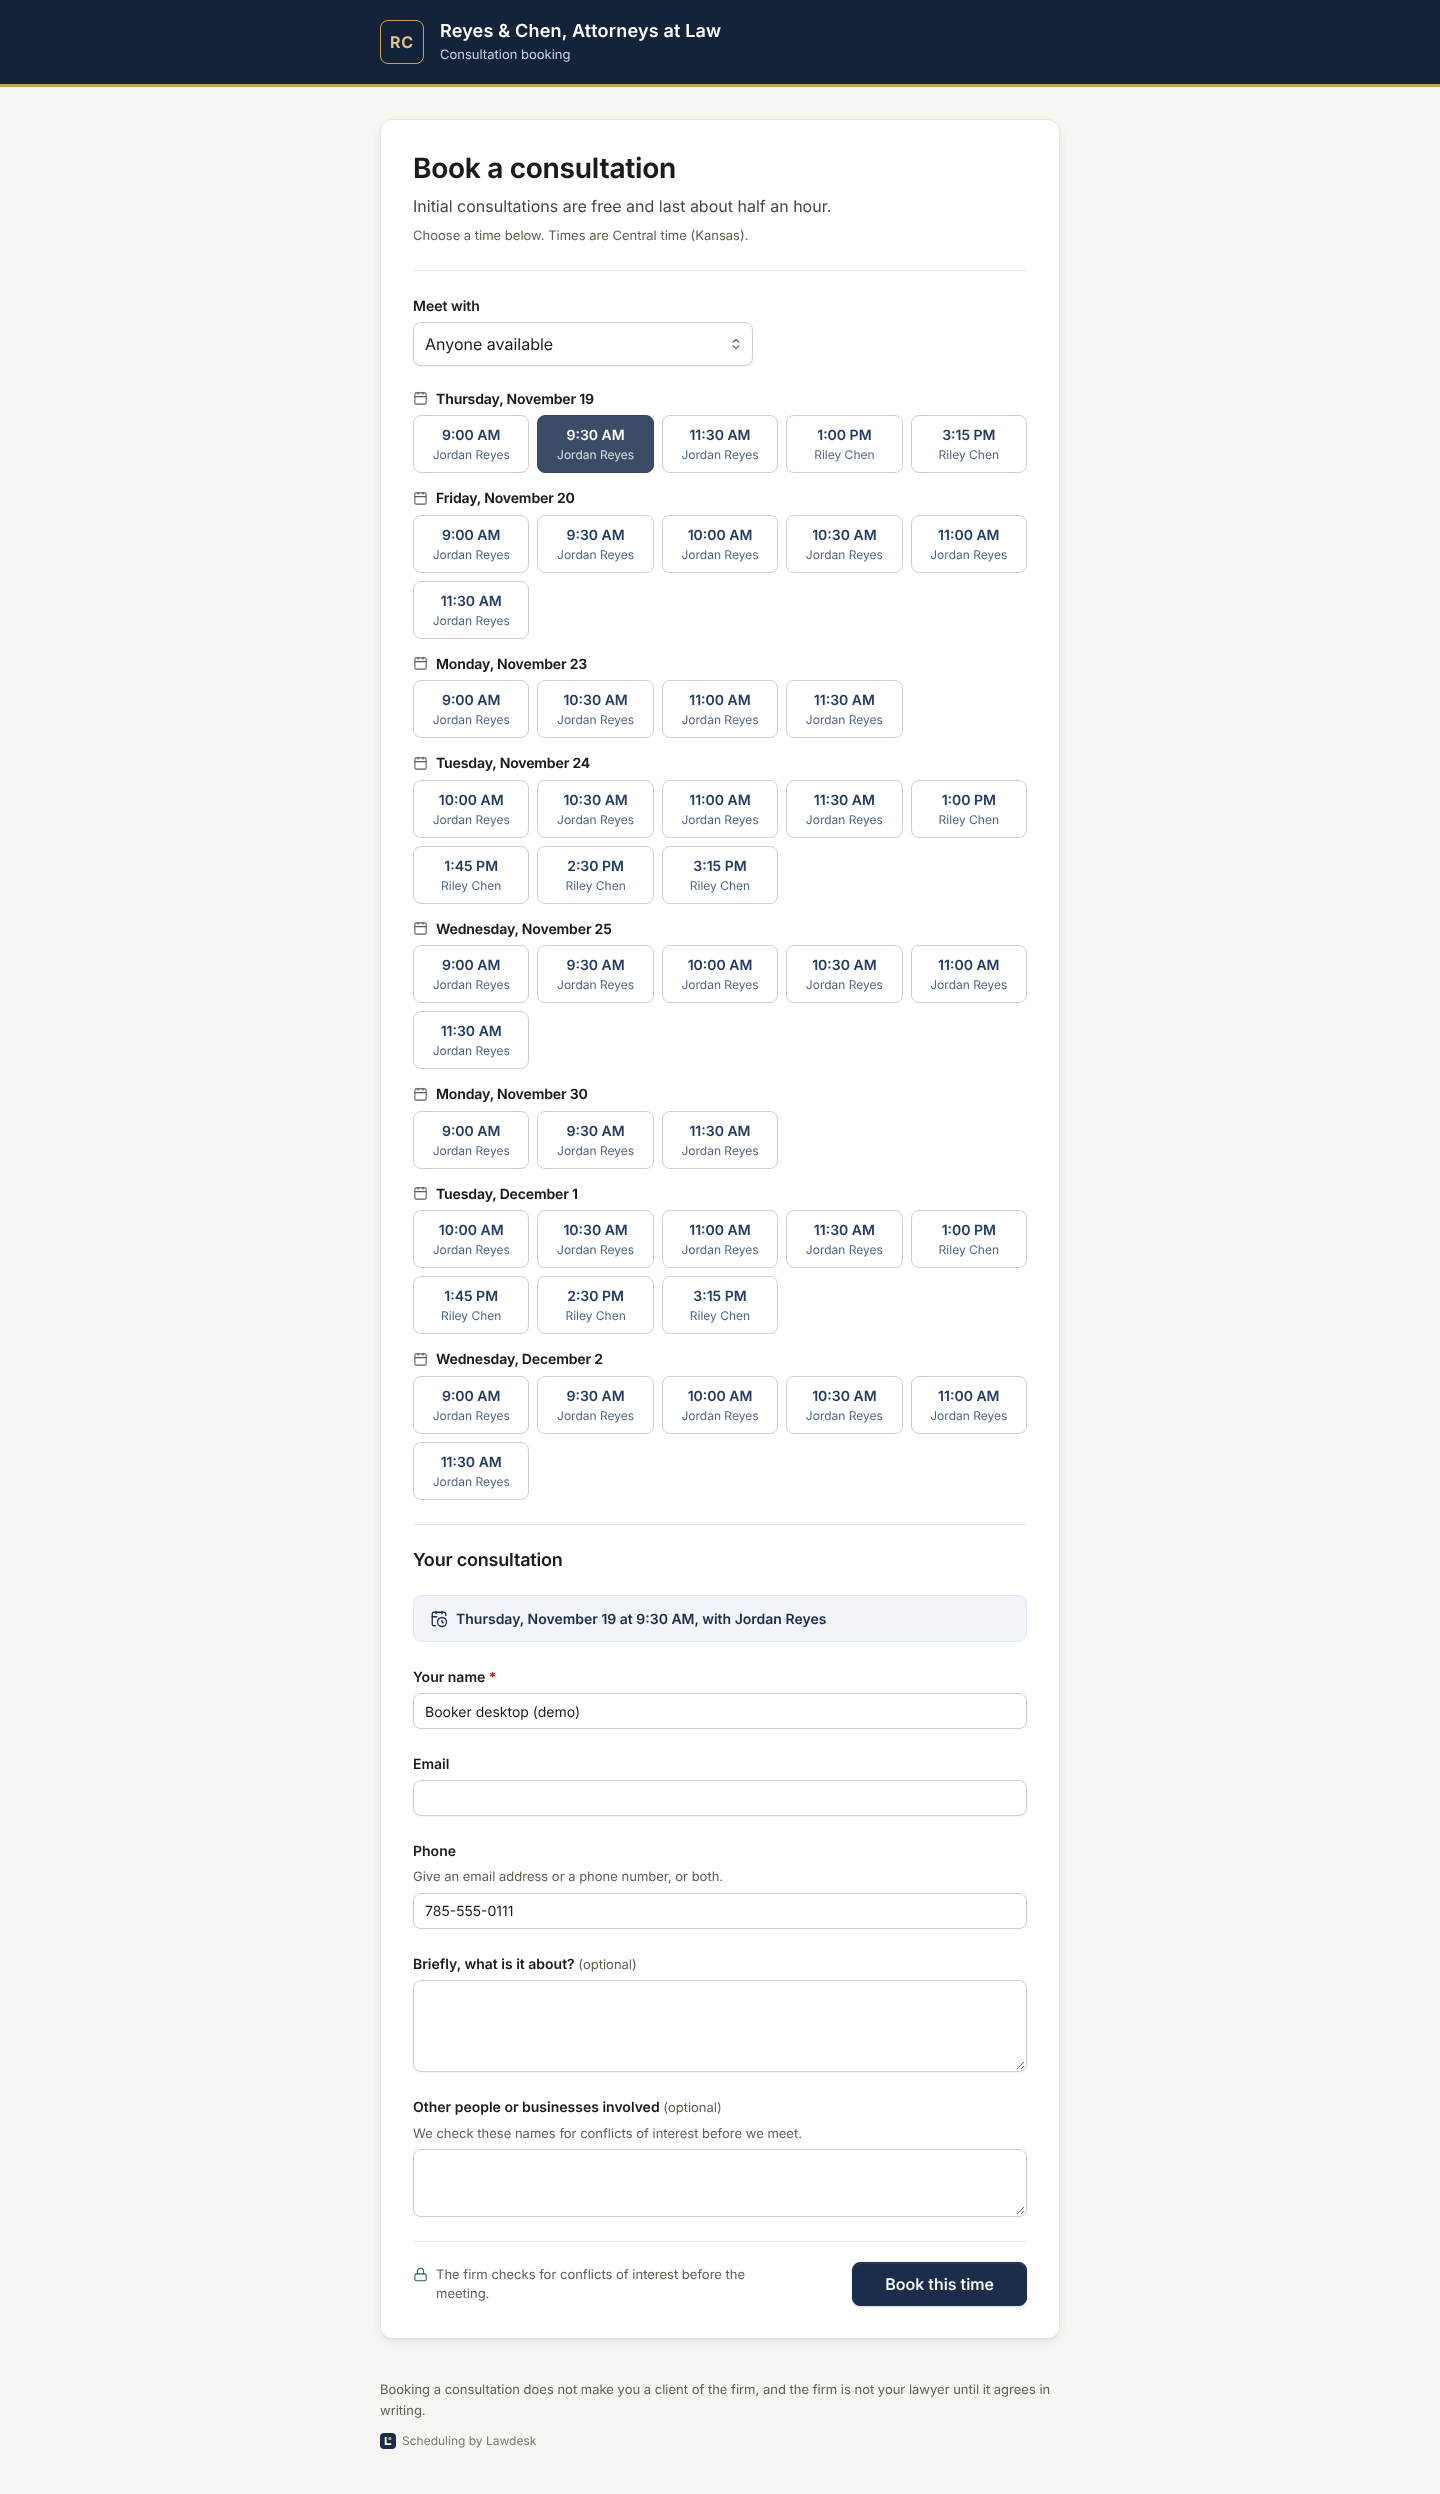 RC
Reyes & Chen, Attorneys at Law
Consultation booking
Book a consultation
Initial consultations are free and last about half an hour.
Choose a time below. Times are Central time (Kansas).
Meet with
Anyone available
Thursday, November 19
9:00 AM 9:30 AM 11:30 AM 1:00 PM 3:15 PM
Jordan Reyes Jordan Reyes Jordan Reyes Riley Chen Riley Chen
Friday, November 20
9:00 AM 9:30 AM 10:00 AM 10:30 AM 11:00 AM
Jordan Reyes Jordan Reyes Jordan Reyes Jordan Reyes Jordan Reyes
11:30 AM
Jordan Reyes
Monday, November 23
9:00 AM 10:30 AM 11:00 AM 11:30 AM
Jordan Reyes Jordan Reyes Jordan Reyes Jordan Reyes
Tuesday, November 24
10:00 AM 10:30 AM 11:00 AM 11:30 AM 1:00 PM
Jordan Reyes Jordan Reyes Jordan Reyes Jordan Reyes Riley Chen
1:45 PM 2:30 PM 3:15 PM
Riley Chen Riley Chen Riley Chen
Wednesday, November 25
9:00 AM 9:30 AM 10:00 AM 10:30 AM 11:00 AM
Jordan Reyes Jordan Reyes Jordan Reyes Jordan Reyes Jordan Reyes
11:30 AM
Jordan Reyes
Monday, November 30
9:00 AM 9:30 AM 11:30 AM
Jordan Reyes Jordan Reyes Jordan Reyes
Tuesday, December 1
10:00 AM 10:30 AM 11:00 AM 11:30 AM 1:00 PM
Jordan Reyes Jordan Reyes Jordan Reyes Jordan Reyes Riley Chen
1:45 PM 2:30 PM 3:15 PM
Riley Chen Riley Chen Riley Chen
Wednesday, December 2
9:00 AM 9:30 AM 10:00 AM 10:30 AM 11:00 AM
Jordan Reyes Jordan Reyes Jordan Reyes Jordan Reyes Jordan Reyes
11:30 AM
Jordan Reyes
Your consultation
Thursday, November 19 at 9:30 AM, with Jordan Reyes
Your name *
Booker desktop (demo)
Email
Phone
Give an email address or a phone number, or both.
785-555-0111
Briefly, what is it about? (optional)
Other people or businesses involved (optional)
We check these names for conflicts of interest before we meet.
The firm checks for conflicts of interest before the
meeting.
Book this time
Booking a consultation does not make you a client of the firm, and the firm is not your lawyer until it agrees in
writing.
L Scheduling by Lawdesk